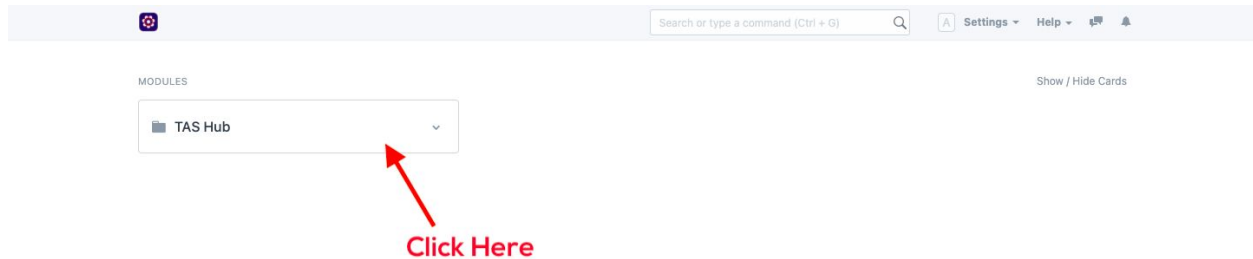 Search or type a command (Ctrl + G) A Settings Help
MODULES Show / Hide Cards
TAS Hub
Click Here